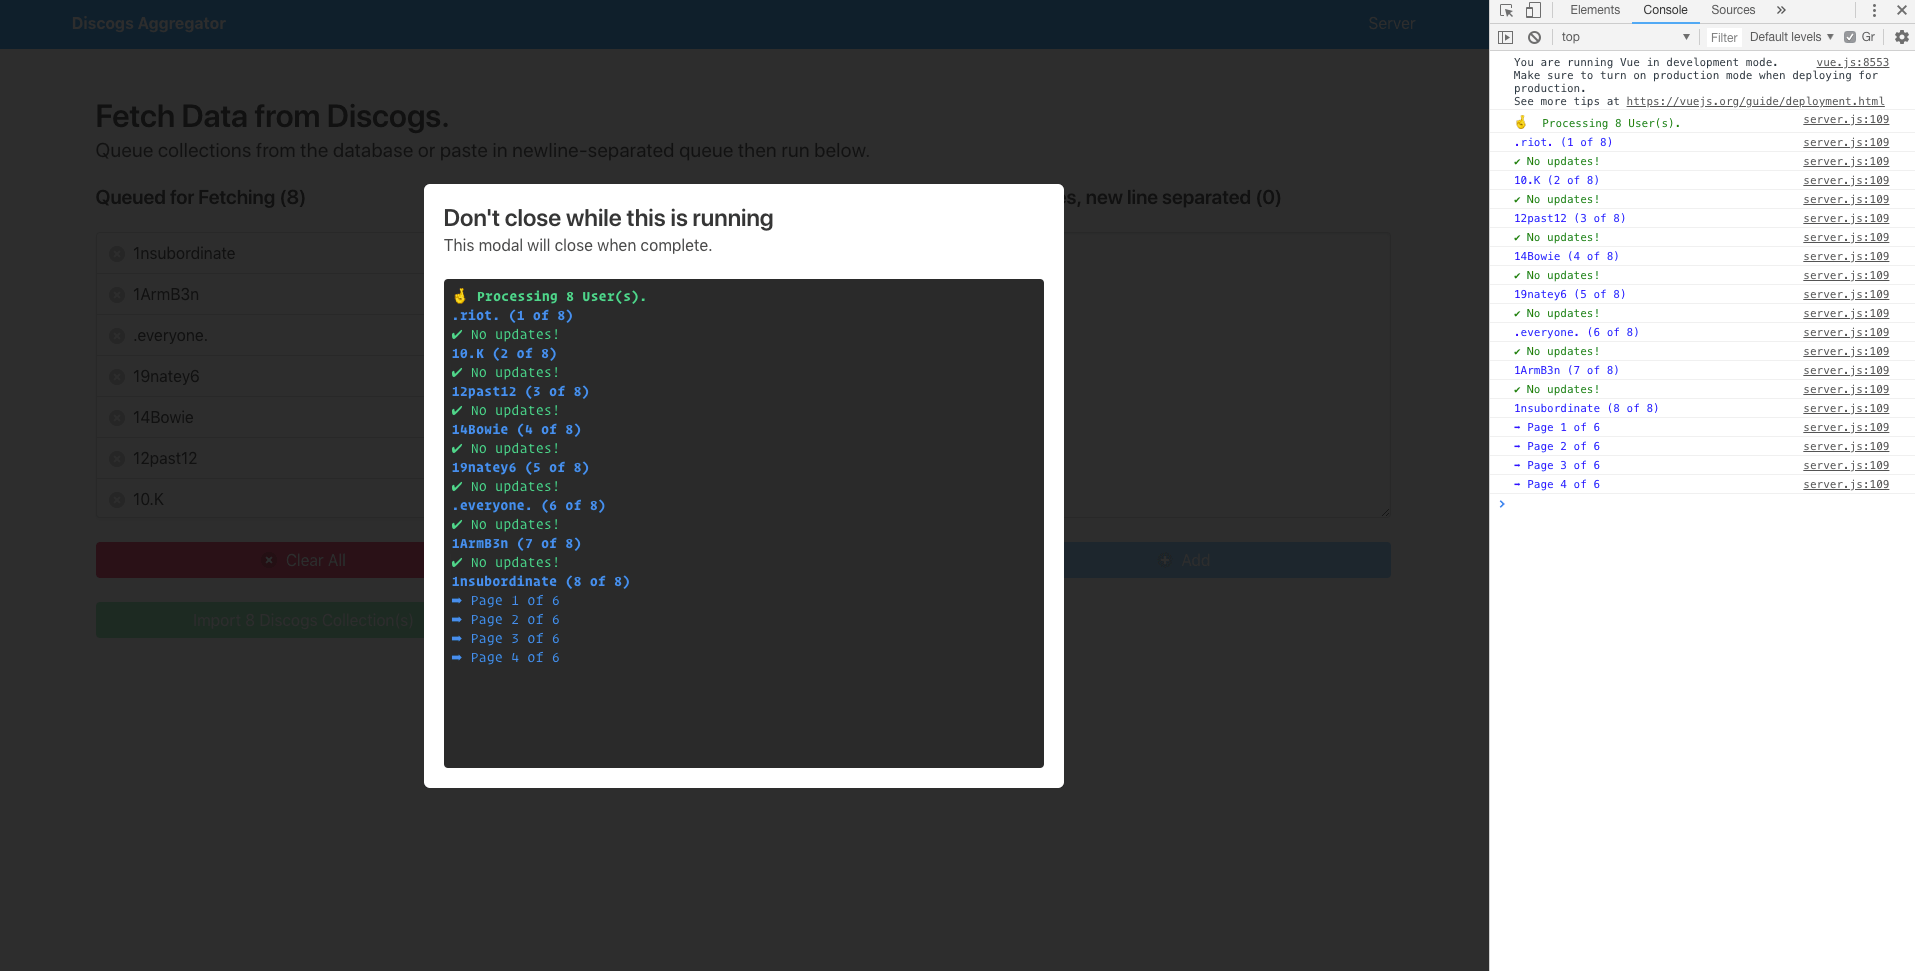 Discogs Aggregator
Server
Fetch Data from Discogs.
Queue collections from the database or paste in newline-separated queue then run below.
Queued for Fetching (8)
s, new line separated (0)
1nsubordinate
1ArmB3n
.everyone.
19natey6
14Bowie
12past12
10.K
Clear All
+ Add
Import 8 Discogs Collection(s)
Don't close while this is running
This modal will close when complete.
🤞 Processing 8 User(s).
.riot. (1 of 8)
✔ No updates!
10.K (2 of 8)
✔ No updates!
12past12 (3 of 8)
✔ No updates!
14Bowie (4 of 8)
✔ No updates!
19natey6 (5 of 8)
✔ No updates!
.everyone. (6 of 8)
✔ No updates!
1ArmB3n (7 of 8)
✔ No updates!
1nsubordinate (8 of 8)
➡ Page 1 of 6
➡ Page 2 of 6
➡ Page 3 of 6
➡ Page 4 of 6
Elements Console Sources »
top Filter Default levels Gr
You are running Vue in development mode. vue.js:8553
Make sure to turn on production mode when deploying for
production.
See more tips at https://vuejs.org/guide/deployment.html
🤞 Processing 8 User(s). server.js:109
.riot. (1 of 8) server.js:109
✔ No updates! server.js:109
10.K (2 of 8) server.js:109
✔ No updates! server.js:109
12past12 (3 of 8) server.js:109
✔ No updates! server.js:109
14Bowie (4 of 8) server.js:109
✔ No updates! server.js:109
19natey6 (5 of 8) server.js:109
✔ No updates! server.js:109
.everyone. (6 of 8) server.js:109
✔ No updates! server.js:109
1ArmB3n (7 of 8) server.js:109
✔ No updates! server.js:109
1nsubordinate (8 of 8) server.js:109
➡ Page 1 of 6 server.js:109
➡ Page 2 of 6 server.js:109
➡ Page 3 of 6 server.js:109
➡ Page 4 of 6 server.js:109